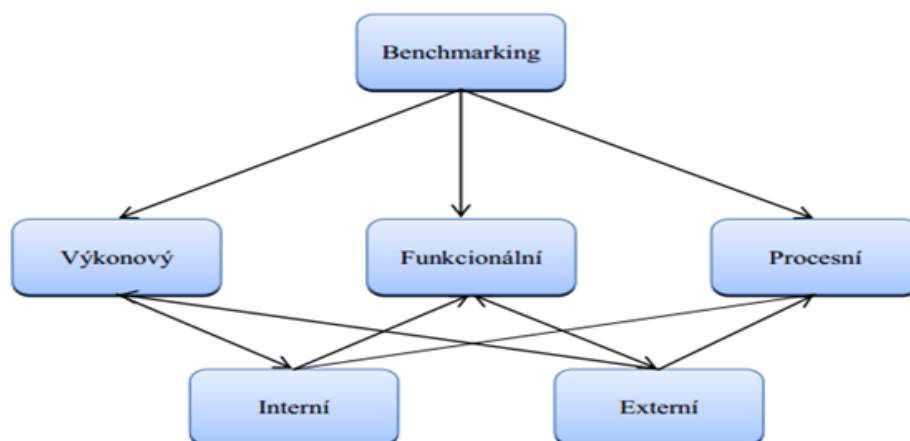 Benchmarking
Výkonový
Funkcionální
Procesní
Interní
Externí